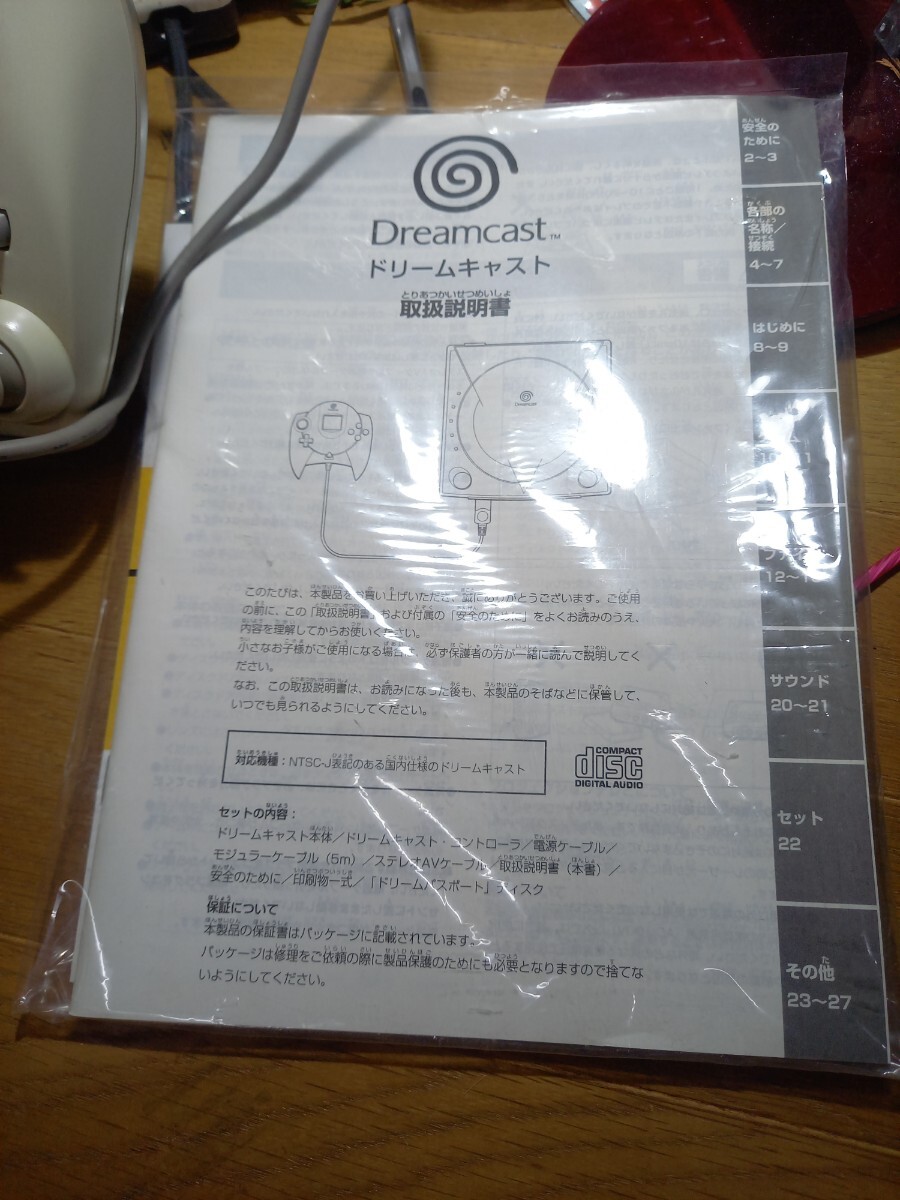 Dreamcast™
ドリームキャスト
とりあつかいせつめいしょ
取扱説明書
Dreamcast
このたびは、本製品をお買い上げいただき、誠にありがとうございます。ご使用
の前に、この「取扱説明書」および付属の「安全のために」をよくお読みのうえ、
内容を理解してからお使いください。
小さなお子様がご使用になる場合は、必ず保護者の方が一緒に読んで説明してく
ださい。
なお、この取扱説明書は、お読みになった後も、本製品のそばなどに保管して、
いつでも見られるようにしてください。
対応機種：NTSC-J表記のある国内仕様のドリームキャスト
COMPACT
disc
DIGITAL AUDIO
セットの内容：
ドリームキャスト本体／ドリームキャスト・コントローラ／電源ケーブル／
モジュラーケーブル（5m）／ステレオAVケーブル／取扱説明書（本書）／
安全のために／印刷物一式／「ドリームパスポート」ディスク
保証について
本製品の保証書はパッケージに記載されています。
パッケージは修理をご依頼の際に製品保護のためにも必要となりますので捨てな
いようにしてください。
安全の
ために
2〜3
各部の
名称／
接続
4〜7
はじめに
8〜9
ファイ
12〜1
サウンド
20〜21
セット
22
その他
23〜27